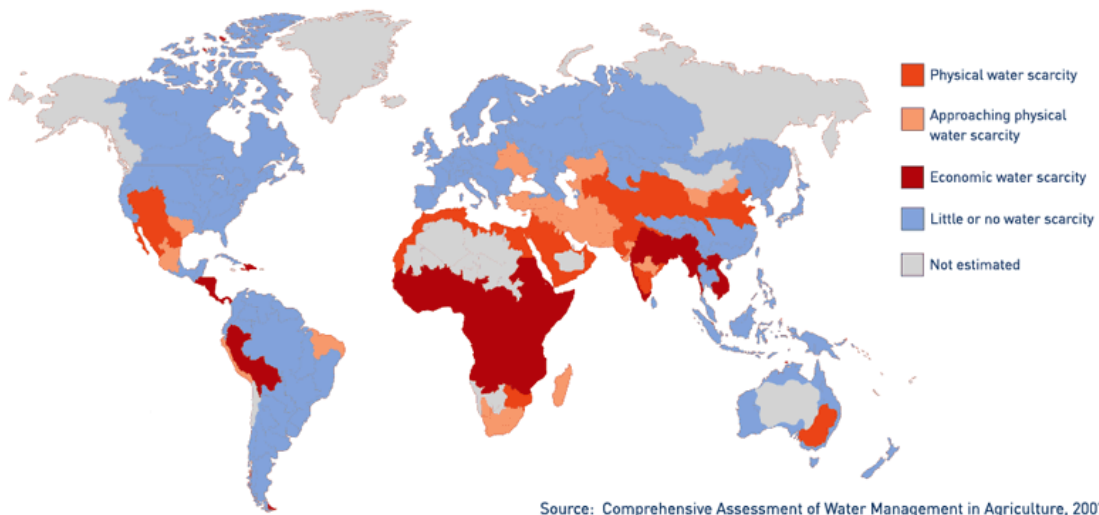 Physical water scarcity
Approaching physical
water scarcity
Economic water scarcity
Little or no water scarcity
Not estimated
Source: Comprehensive Assessment of Water Management in Agriculture,